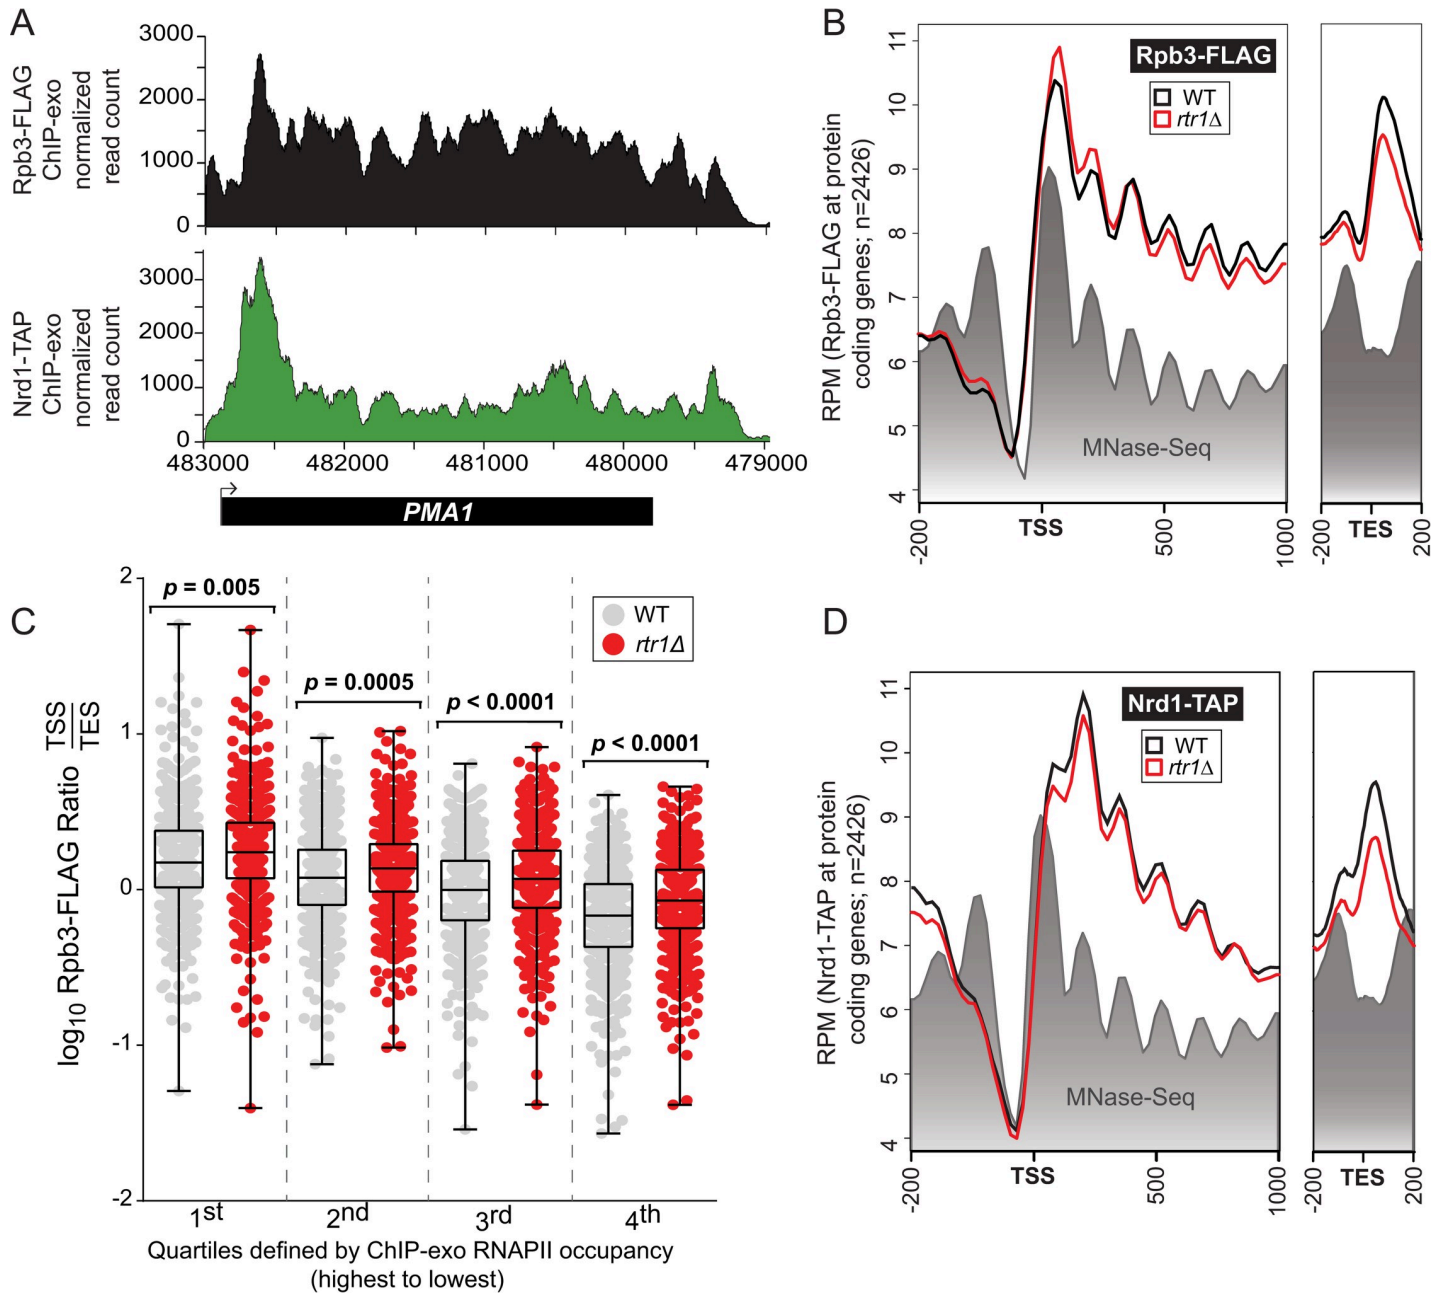 A
Rpb3-FLAG
ChIP-exo
normalized
read count
3000
2000
1000
0
Nrd1-TAP
ChIP-exo
normalized
read count
3000
2000
1000
0
483000 482000 481000 480000 479000
PMA1
B
RPM (Rpb3-FLAG at protein
coding genes; n=2426)
11
10
9
8
7
6
5
4
Rpb3-FLAG
WT
rtr1Δ
MNase-Seq
-200 TSS 500 1000
-200 TES 200
C
log10 Rpb3-FLAG Ratio TSS
TES
2
1
0
-1
-2
p = 0.005
p = 0.0005
p < 0.0001
p < 0.0001
WT
rtr1Δ
1st 2nd 3rd 4th
Quartiles defined by ChIP-exo RNAPII occupancy
(highest to lowest)
D
RPM (Nrd1-TAP at protein
coding genes; n=2426)
11
10
9
8
7
6
5
4
Nrd1-TAP
WT
rtr1Δ
MNase-Seq
-200 TSS 500 1000
-200 TES 200